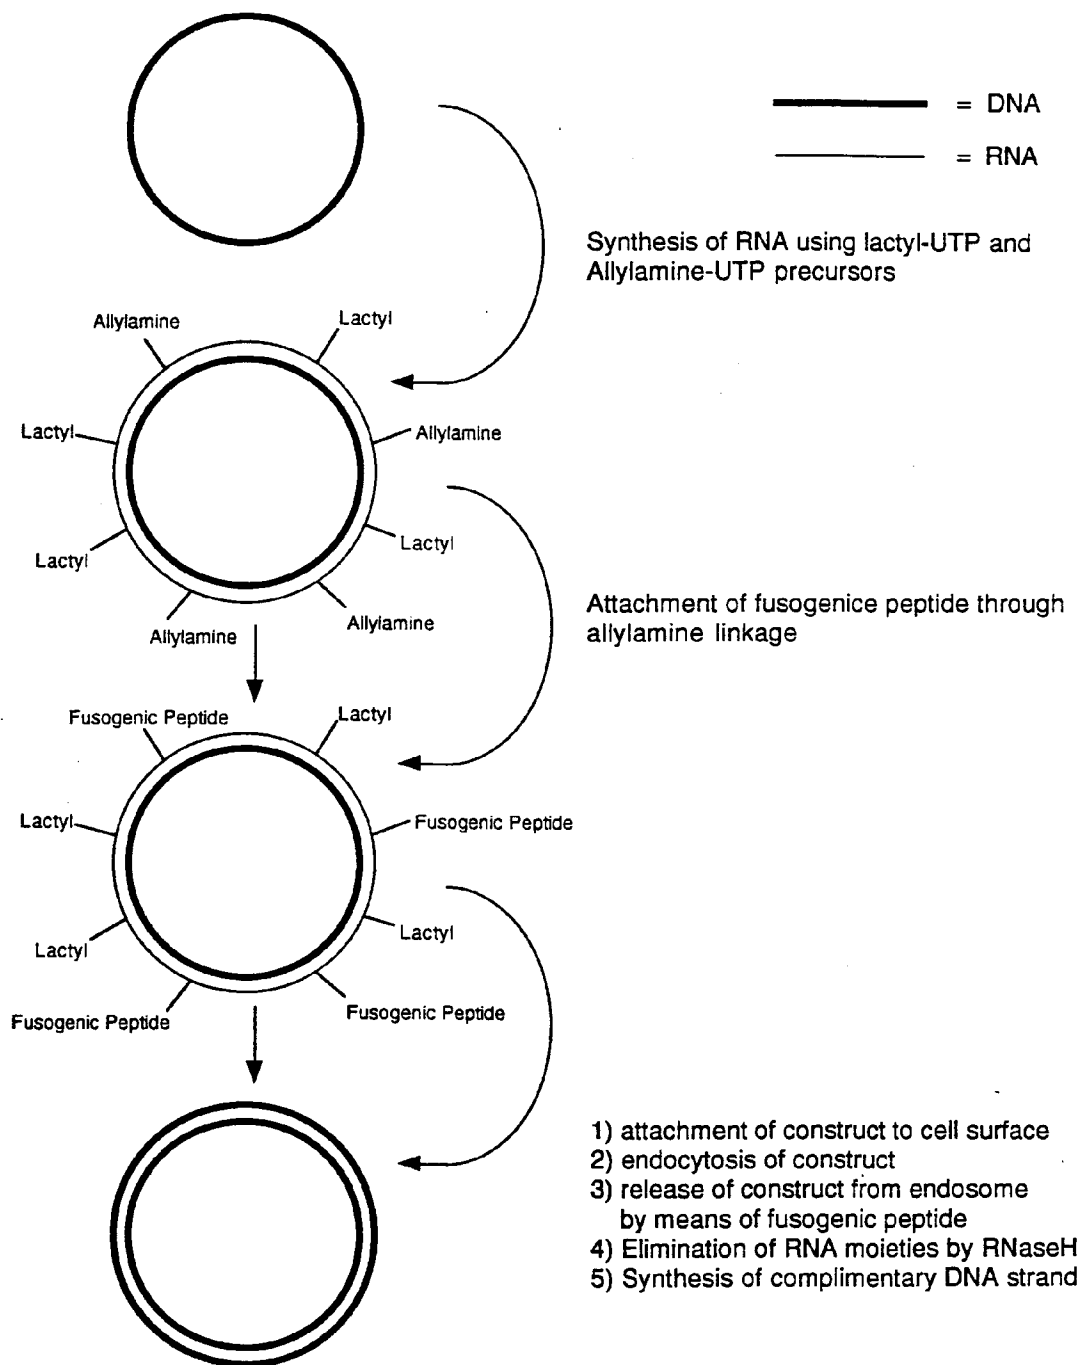 = DNA
= RNA
Synthesis of RNA using lactyl-UTP and
Allylamine-UTP precursors
Allylamine
Lactyl
Lactyl
Allylamine
Lactyl
Lactyl
Allylamine
Allylamine
Attachment of fusogenice peptide through
allylamine linkage
Fusogenic Peptide
Lactyl
Lactyl
Fusogenic Peptide
Lactyl
Lactyl
Fusogenic Peptide
Fusogenic Peptide
1) attachment of construct to cell surface
2) endocytosis of construct
3) release of construct from endosome
by means of fusogenic peptide
4) Elimination of RNA moieties by RNaseH
5) Synthesis of complimentary DNA strand